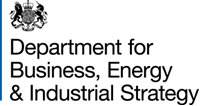 Department for
Business, Energy
& Industrial Strategy